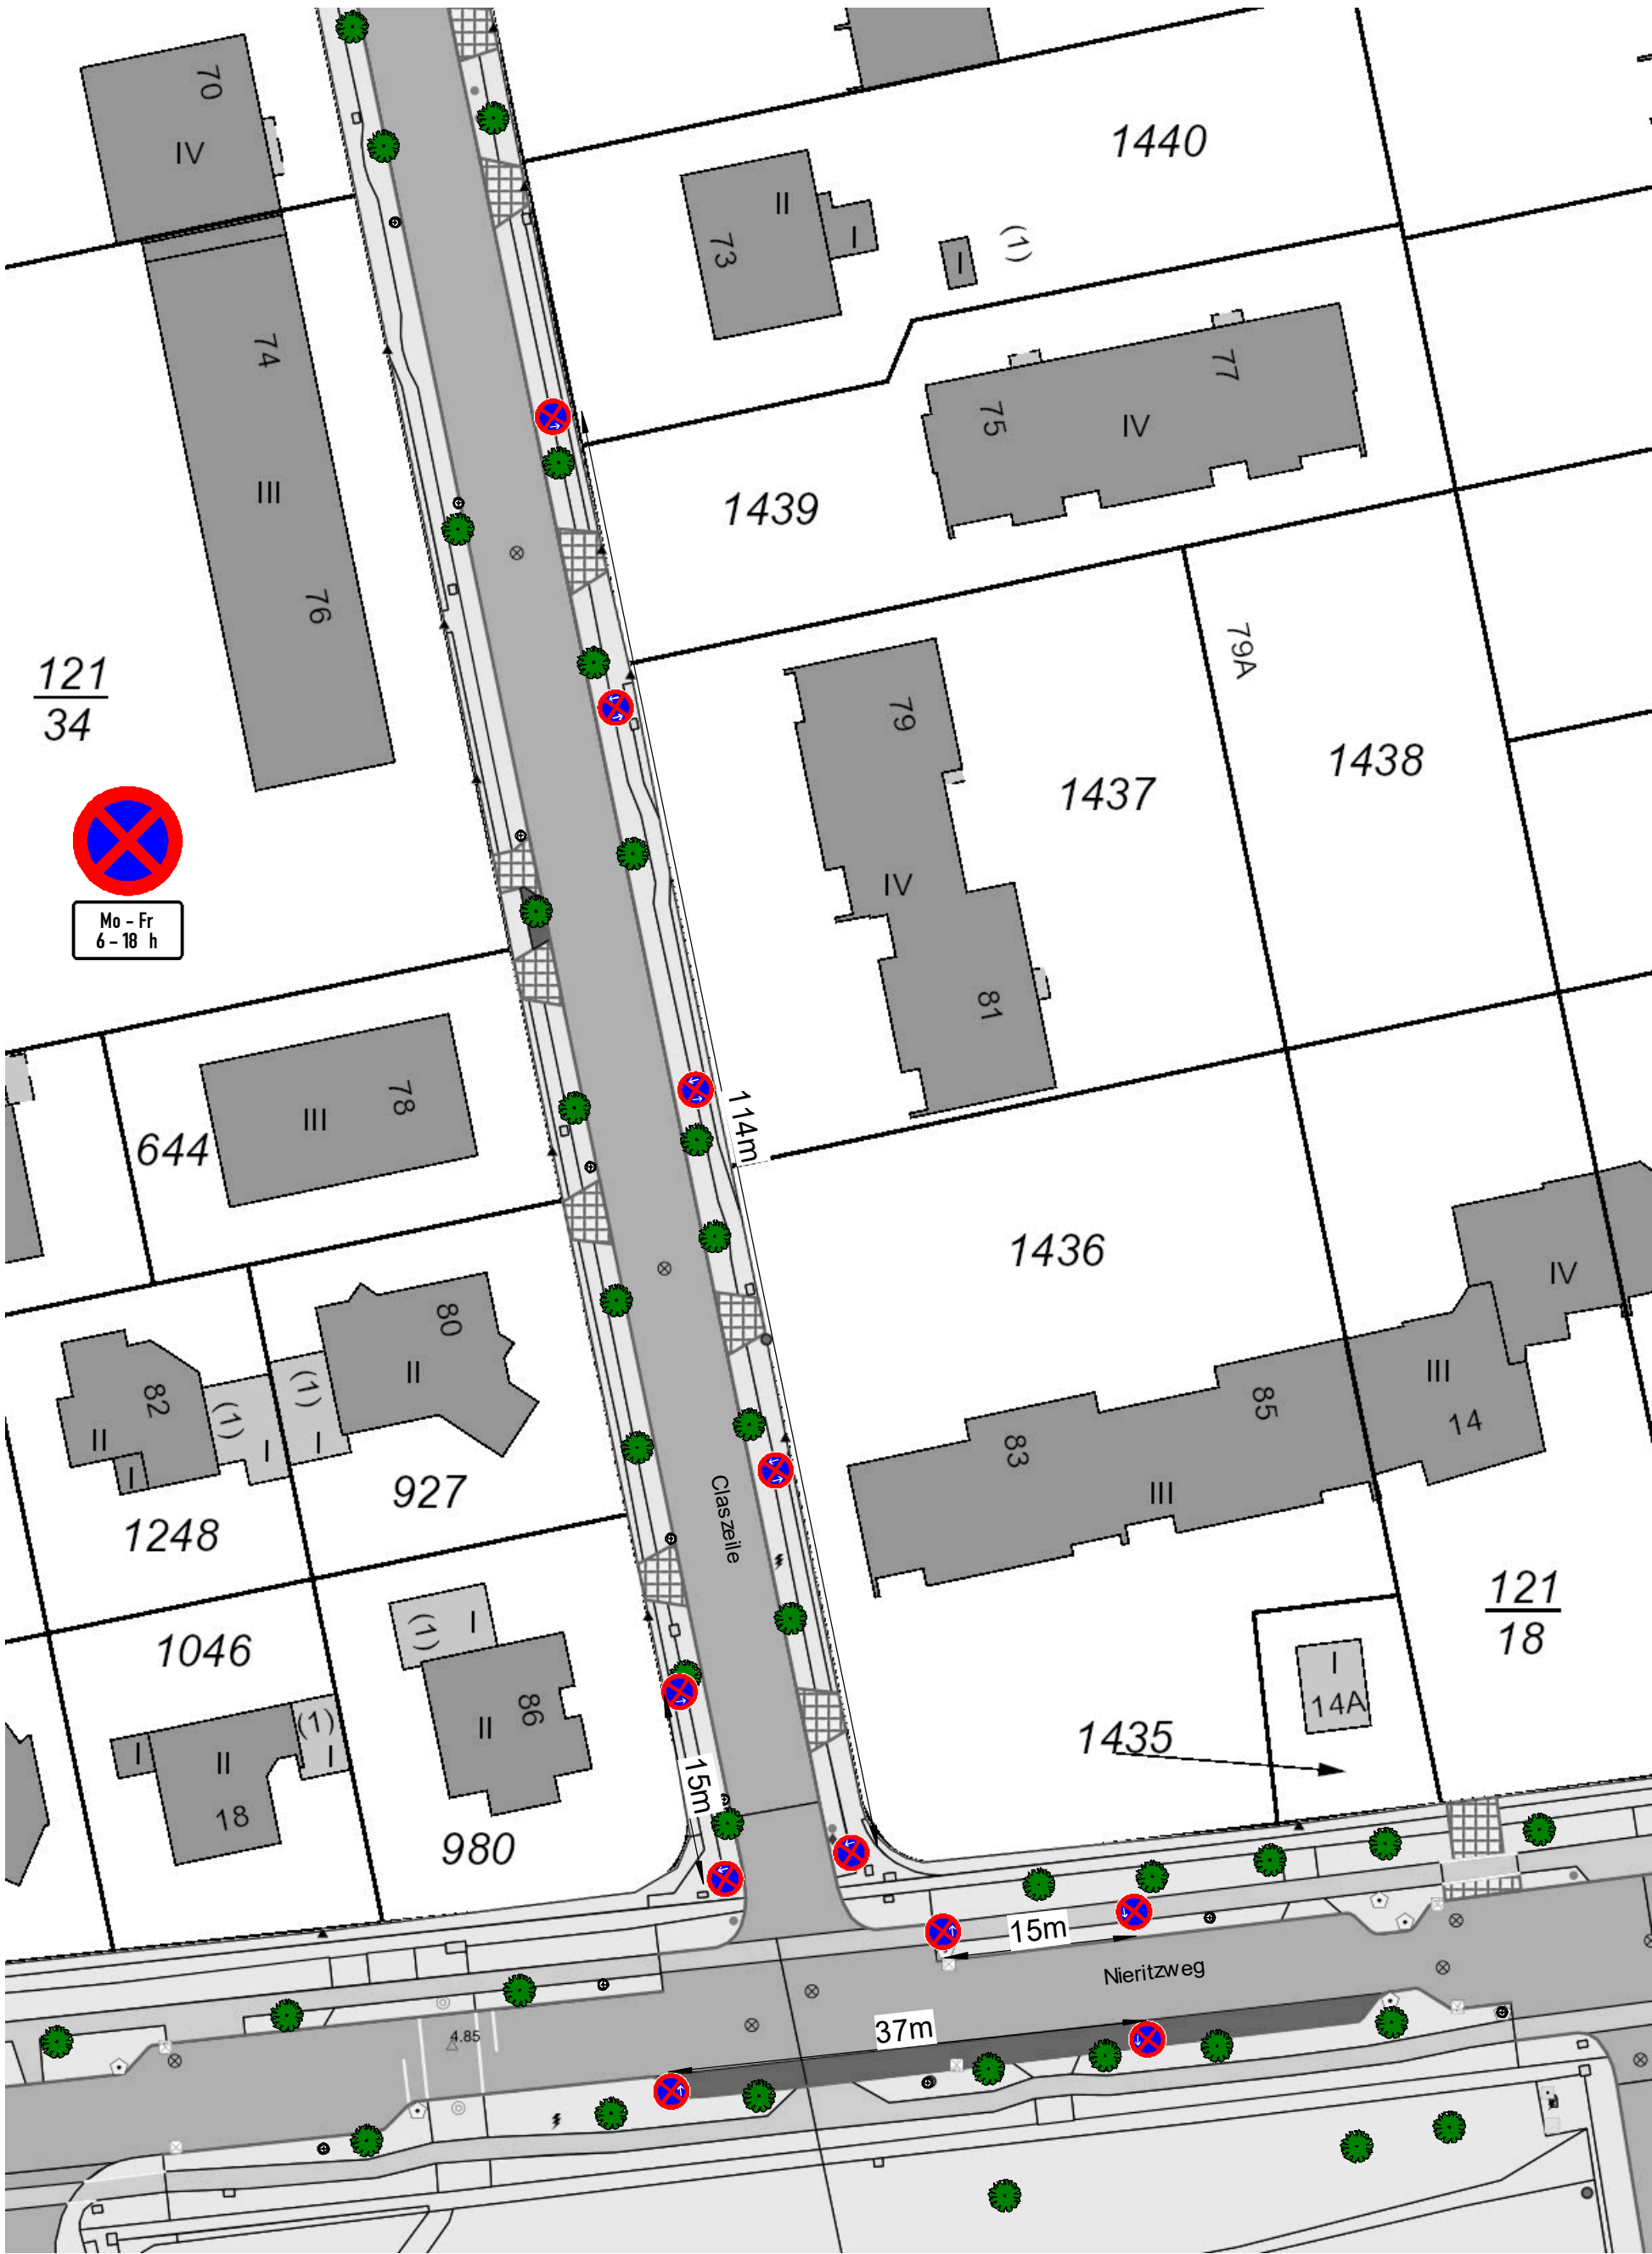 70
IV
1440
II
73
I
I
(1)
74
77
75
IV
III
1439
76
79A
121
34
79
1438
1437
Mo - Fr
6 - 18 h
IV
81
78
III
114m
644
1436
IV
80
II
III
82
(1)
(1)
85
14
II
I
I
I
83
III
927
Claszeile
1248
121
18
(1)
I
1046
I
14A
86
II
(1)
1435
I
II
I
15m
18
980
15m
Nieritzweg
37m
4.85